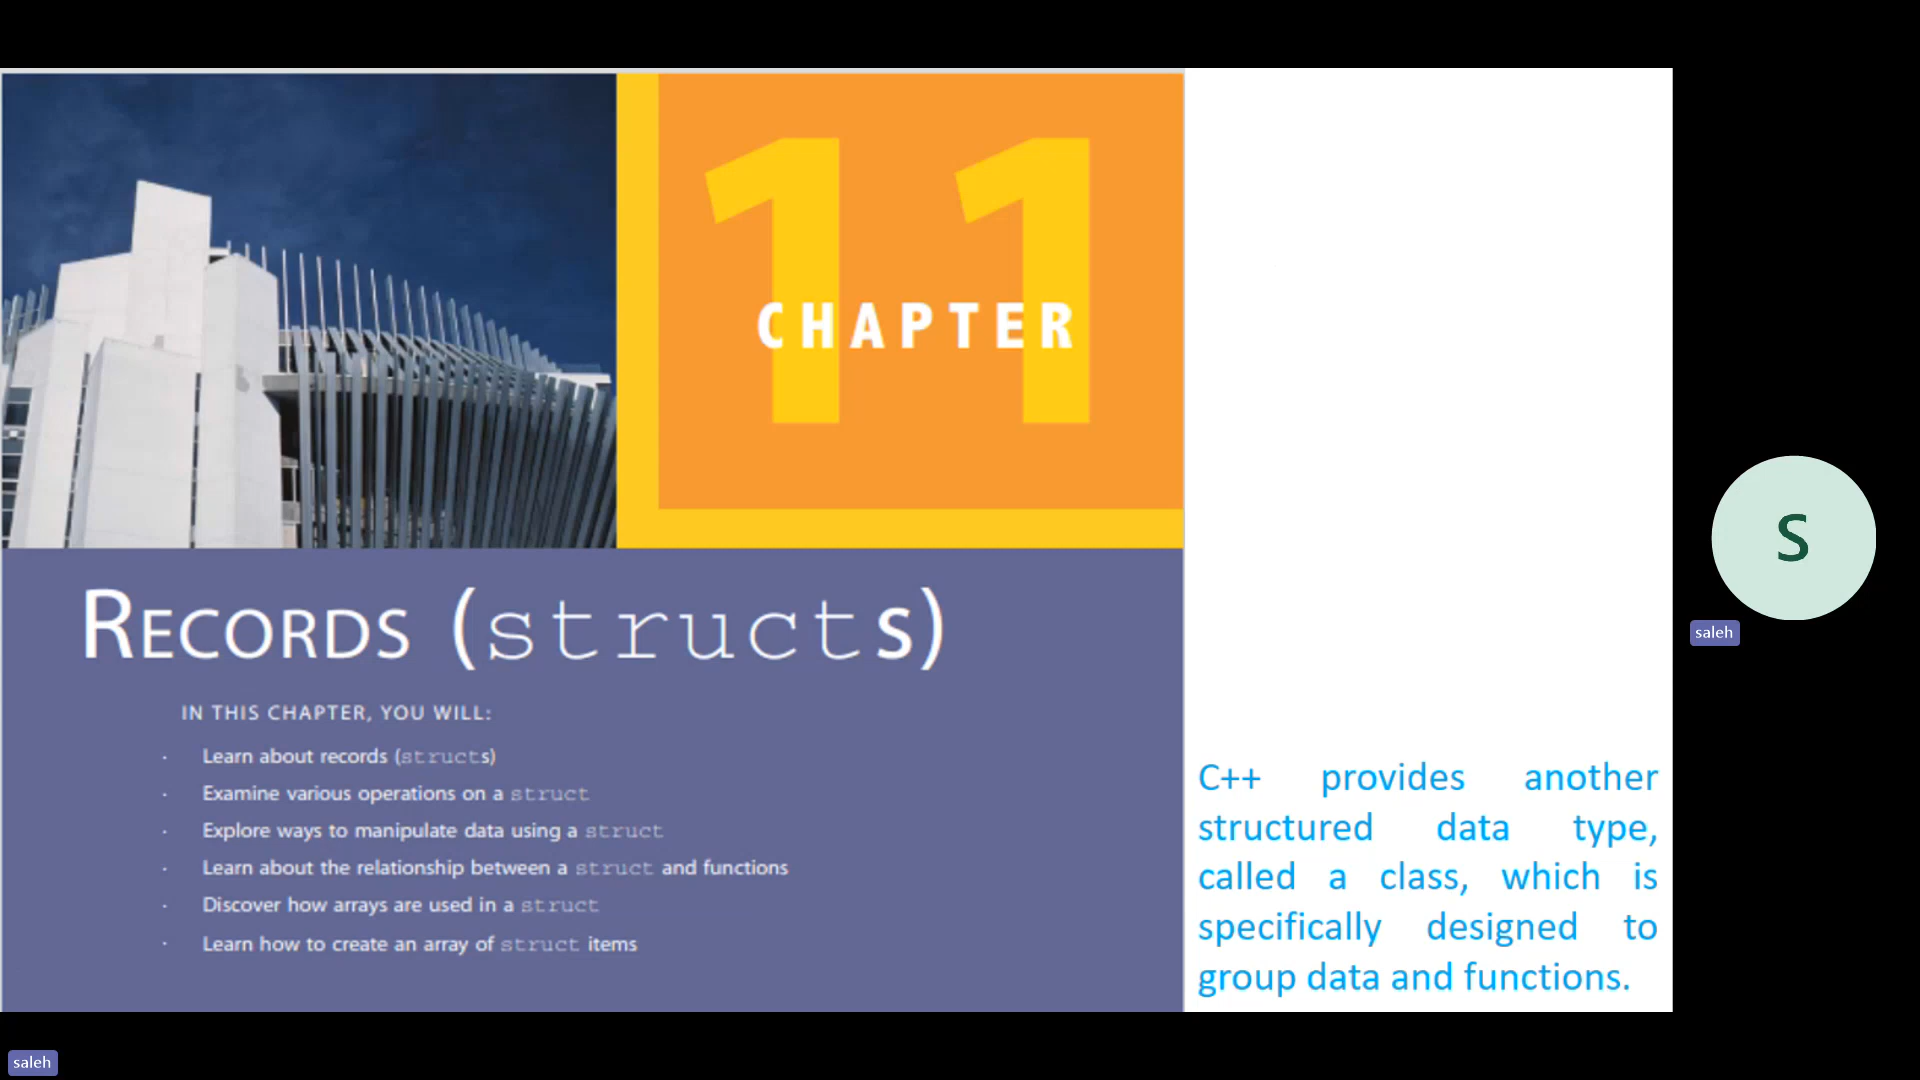 11
CHAPTER
RECORDS (structs)
IN THIS CHAPTER, YOU WILL:
· Learn about records (structs)
· Examine various operations on a struct
· Explore ways to manipulate data using a struct
· Learn about the relationship between a struct and functions
· Discover how arrays are used in a struct
· Learn how to create an array of struct items
C++ provides another
structured data type,
called a class, which is
specifically designed to
group data and functions.
S
saleh
saleh